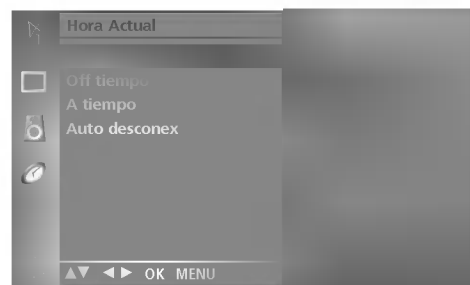 Hora Actual
Off tiempo
A tiempo
Auto desconex
▲▼ ◄► OK MENU